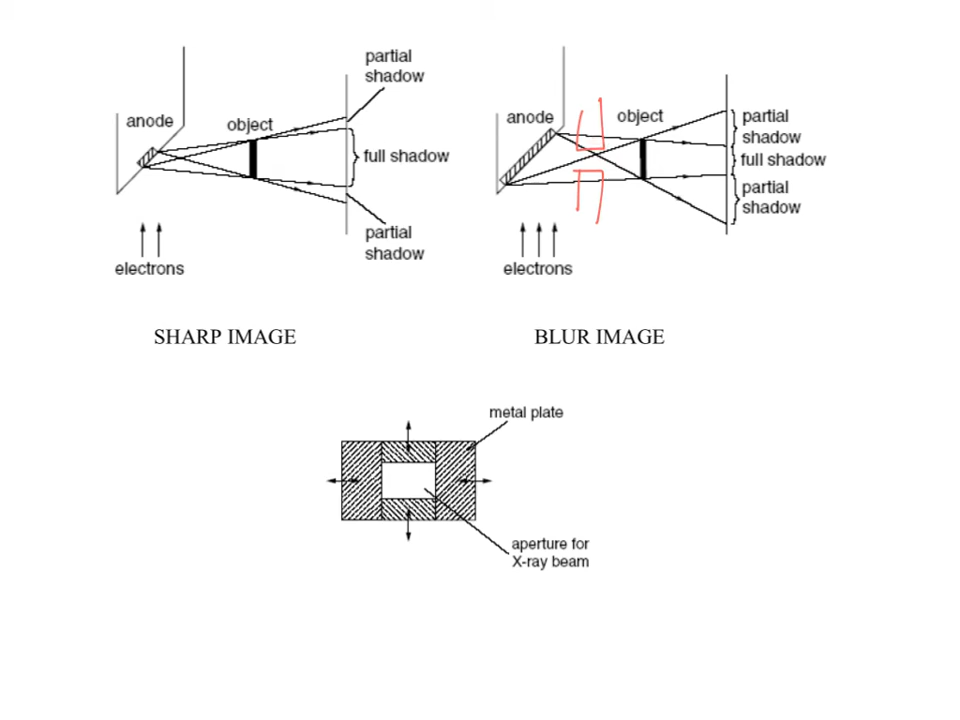 partial
shadow
anode
object
full shadow
partial
shadow
electrons
anode
object
partial
shadow
full shadow
partial
shadow
electrons
SHARP IMAGE
BLUR IMAGE
metal plate
aperture for
X-ray beam